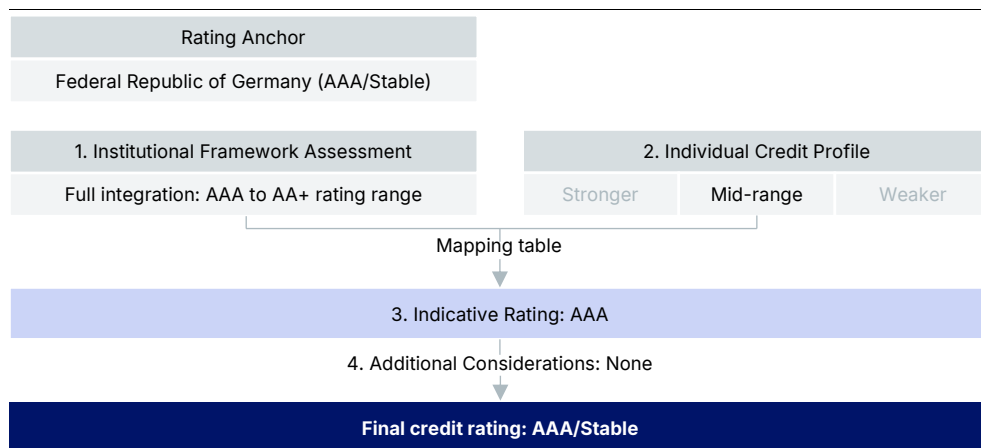 Rating Anchor
Federal Republic of Germany (AAA/Stable)
1. Institutional Framework Assessment
Full integration: AAA to AA+ rating range
2. Individual Credit Profile
Stronger
Mid-range
Weaker
Mapping table
3. Indicative Rating: AAA
4. Additional Considerations: None
Final credit rating: AAA/Stable